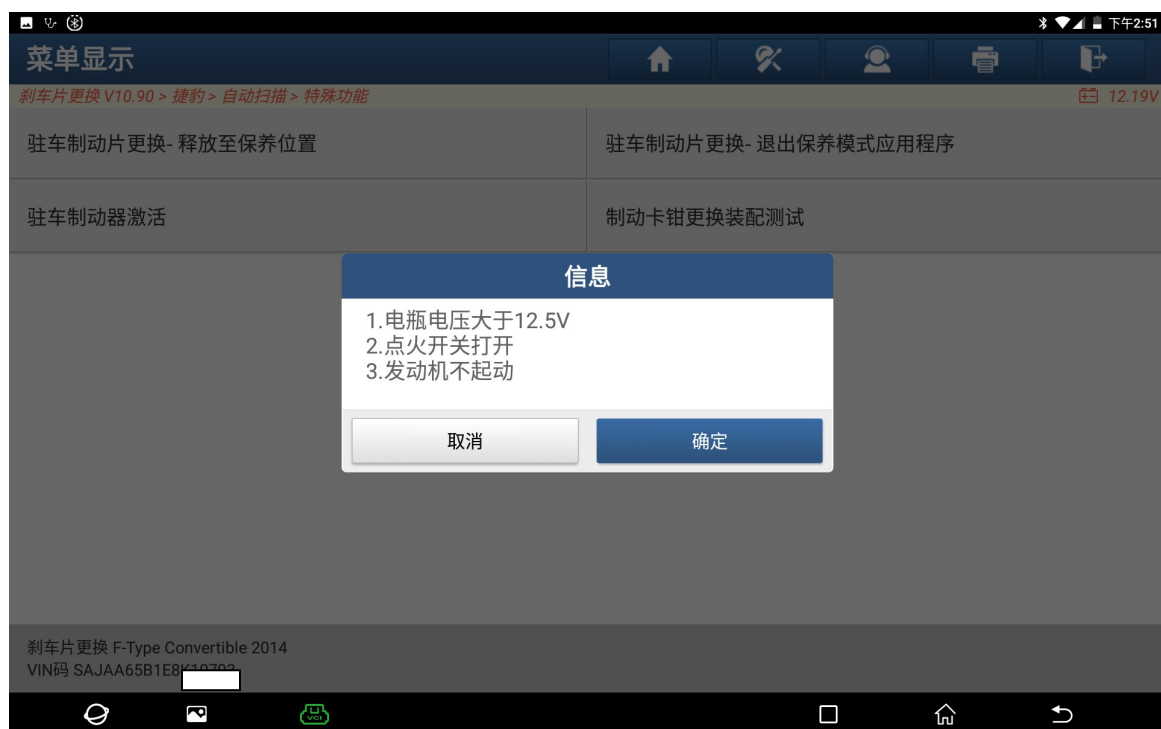 下午2:51
菜单显示
刹车片更换 V10.90 > 捷豹 > 自动扫描 > 特殊功能
12.19V
驻车制动片更换- 释放至保养位置
驻车制动片更换- 退出保养模式应用程序
驻车制动器激活
制动卡钳更换装配测试
信息
1.电瓶电压大于12.5V
2.点火开关打开
3.发动机不起动
取消
确定
刹车片更换 F-Type Convertible 2014
VIN码 SAJAA65B1E8
VCI